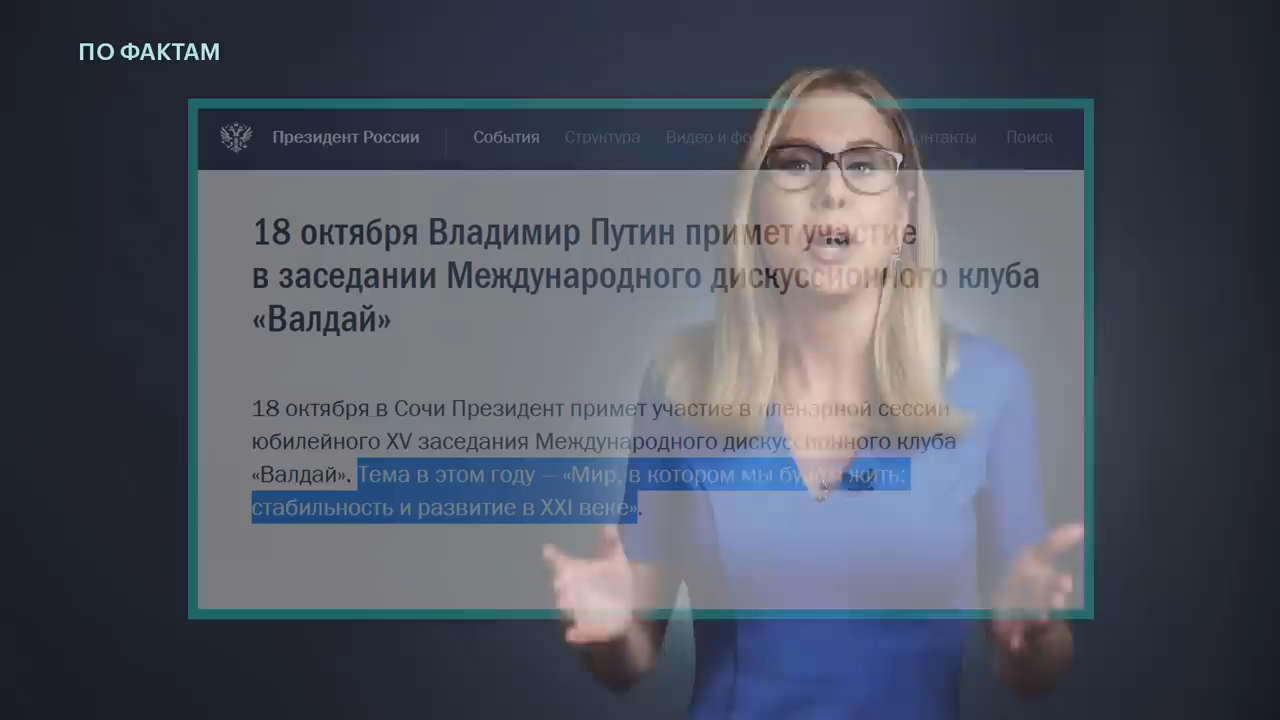 ПО ФАКТАМ
Президент России События Структура Видео и Поиск
18 октября Владимир Путин примет участие
в заседании Международного дискуссионного клуба
«Валдай»
18 октября в Сочи Президент примет участие в пленарной сессии
юбилейного XV заседания Международного дискуссионного клуба
«Валдай». Тема в этом году – «Мир, в котором мы будем жить:
стабильность и развитие в XXI веке».